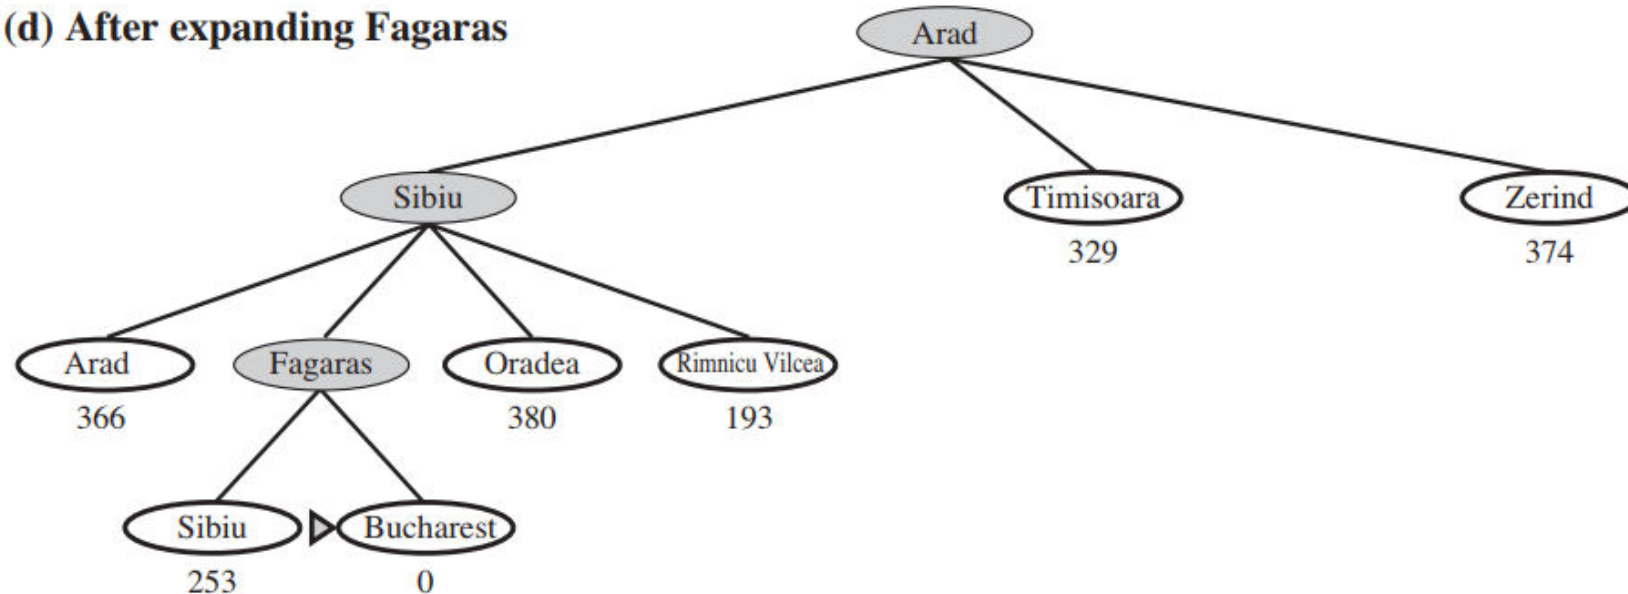 (d) After expanding Fagaras
Arad
Sibiu
Timisoara
Zerind
329
374
Arad
Fagaras
Oradea
Rimnicu Vilcea
366
380
193
Sibiu
Bucharest
253
0